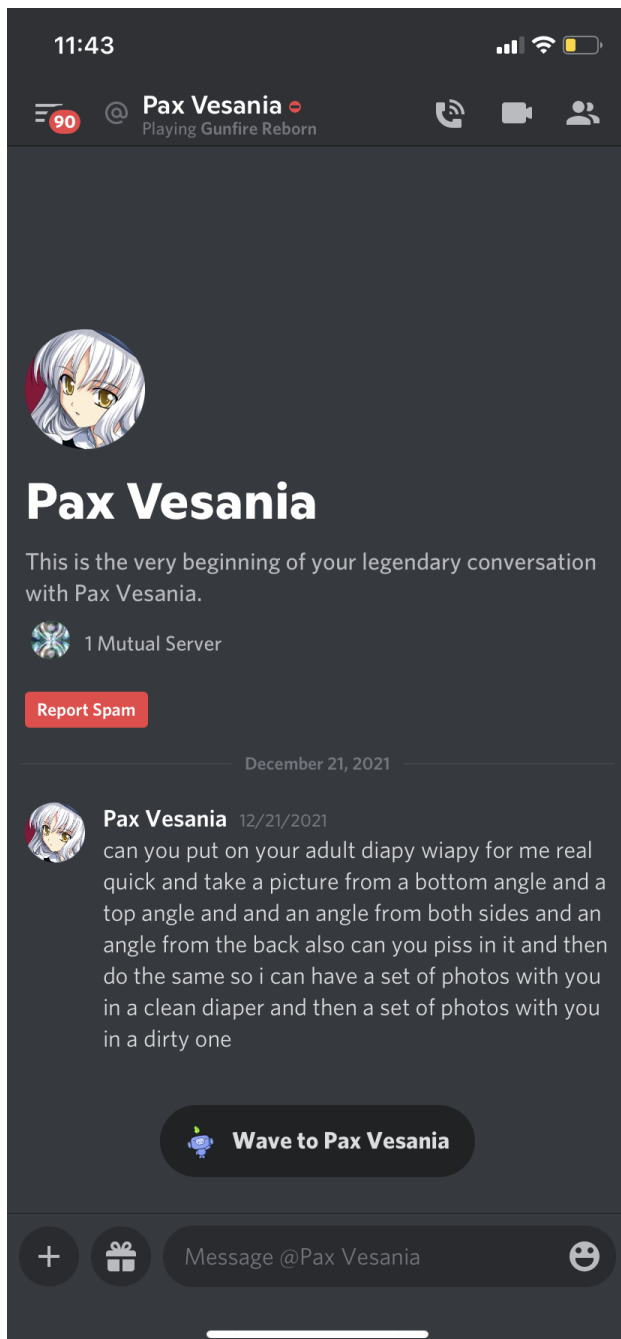 11:43
90
@ Pax Vesania
Playing Gunfire Reborn
Pax Vesania
This is the very beginning of your legendary conversation
with Pax Vesania.
1 Mutual Server
Report Spam
December 21, 2021
Pax Vesania 12/21/2021
can you put on your adult diapy wiapy for me real
quick and take a picture from a bottom angle and a
top angle and and an angle from both sides and an
angle from the back also can you piss in it and then
do the same so i can have a set of photos with you
in a clean diaper and then a set of photos with you
in a dirty one
Wave to Pax Vesania
Message @Pax Vesania